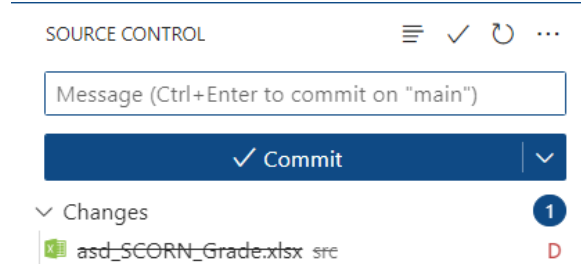 SOURCE CONTROL
Message (Ctrl+Enter to commit on "main")
Commit
Changes 1
asd_SCORN_Grade.xlsx src D